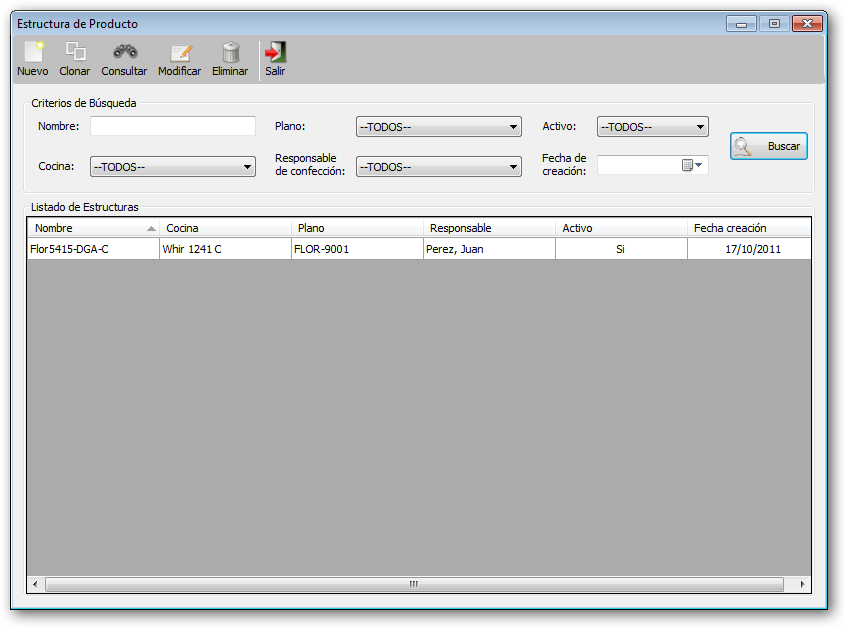 Estructura de Producto
Nuevo Clonar Consultar Modificar Eliminar Salir
Criterios de Búsqueda
Nombre: Plano: --TODOS-- Activo: --TODOS--
Buscar
Cocina: --TODOS-- Responsable de confección: --TODOS-- Fecha de creación:
Listado de Estructuras
Nombre Cocina Plano Responsable Activo Fecha creación
Flor5415-DGA-C Whir 1241 C FLOR-9001 Perez, Juan Si 17/10/2011